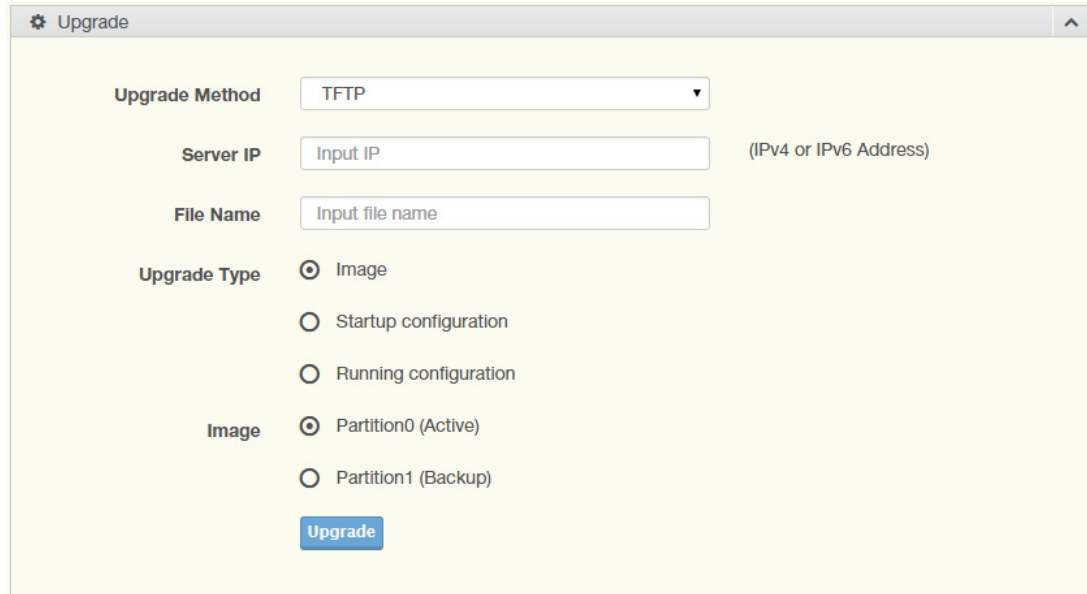 Upgrade
Upgrade Method TFTP
Server IP Input IP (IPv4 or IPv6 Address)
File Name Input file name
Upgrade Type Image
Startup configuration
Running configuration
Image Partition0 (Active)
Partition1 (Backup)
Upgrade